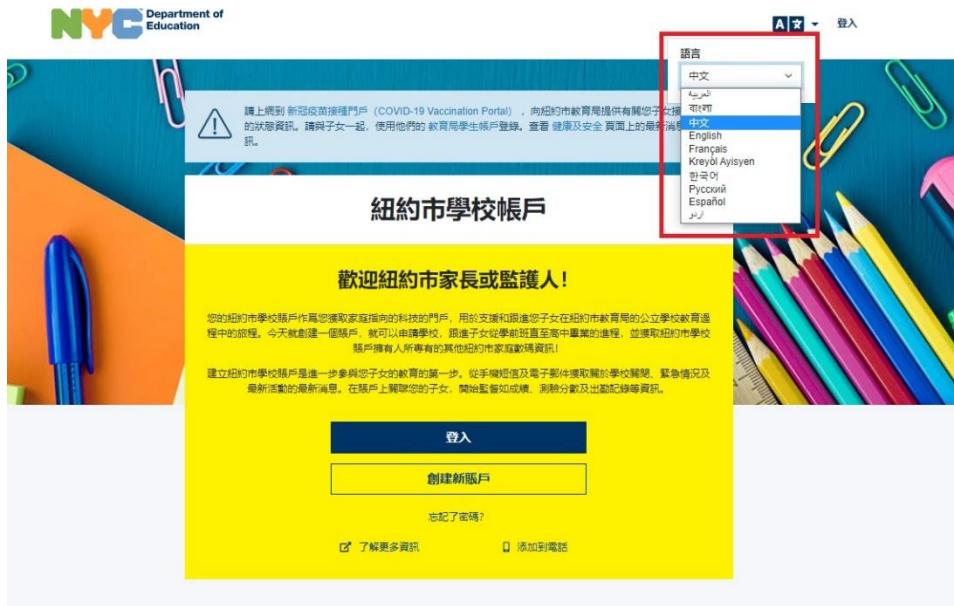 NYC Department of
Education
登入
語言
中文
العربية
বাংলা
中文
English
Français
Kreyòl Ayisyen
한국어
Русский
Español
اردو
請上網到 新冠疫苗接種門戶 (COVID-19 Vaccination Portal) ,向紐約市教育局提供有關您子女接
的狀態資訊。請與子女一起,使用他們的 教育局學生帳戶登錄。查看 健康及安全 頁面上的最新消息
訊。
紐約市學校帳戶
歡迎紐約市家長或監護人!
您的紐約市學校賬戶作爲您獲取家庭指向的科技的門戶,用於支援和跟進您子女在紐約市教育局的公立學校教育過
程中的旅程。今天就創建一個賬戶,就可以申請學校,跟進子女從學前班直至高中畢業的進程,並獲取紐約市學校
賬戶擁有人所專有的其他紐約市家庭數碼資訊!
建立紐約市學校賬戶是進一步參與您子女的教育的第一步。從手機短信及電子郵件獲取關於學校關閉、緊急情況及
最新活動的最新消息。在賬戶上關聯您的子女,開始監督如成績、測驗分數及出勤記錄等資訊。
登入
創建新賬戶
忘記了密碼?
了解更多資訊
添加到電話